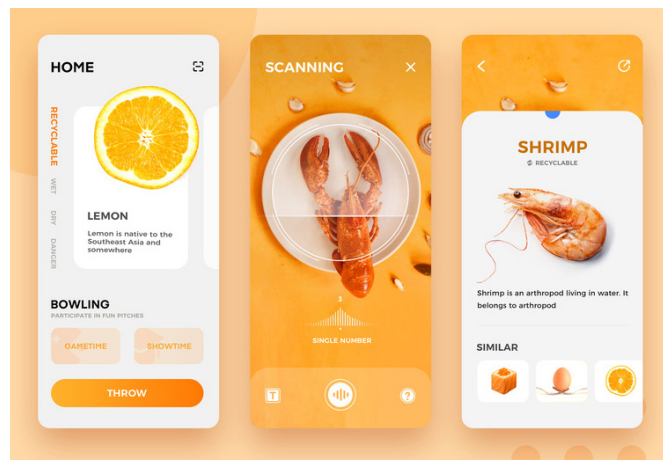 HOME
RECYCLABLE
WET
DRY
DANGER
LEMON
Lemon is native to the
Southeast Asia and
somewhere
BOWLING
PARTICIPATE IN FUN PITCHES
GAMETIME
SHOWTIME
THROW
SCANNING
3
SINGLE NUMBER
T
?
SHRIMP
RECYCLABLE
Shrimp is an arthropod living in water. It
belongs to arthropod
SIMILAR